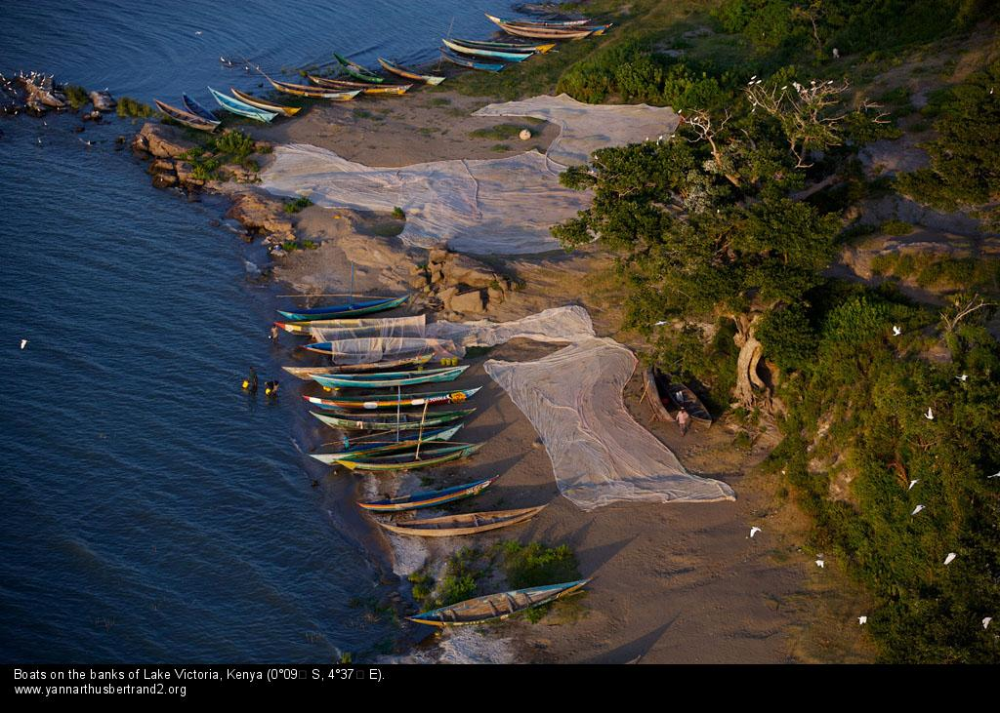 Boats on the banks of Lake Victoria, Kenya (0°09▯ S, 4°37▯ E).
www.yannarthusbertrand2.org